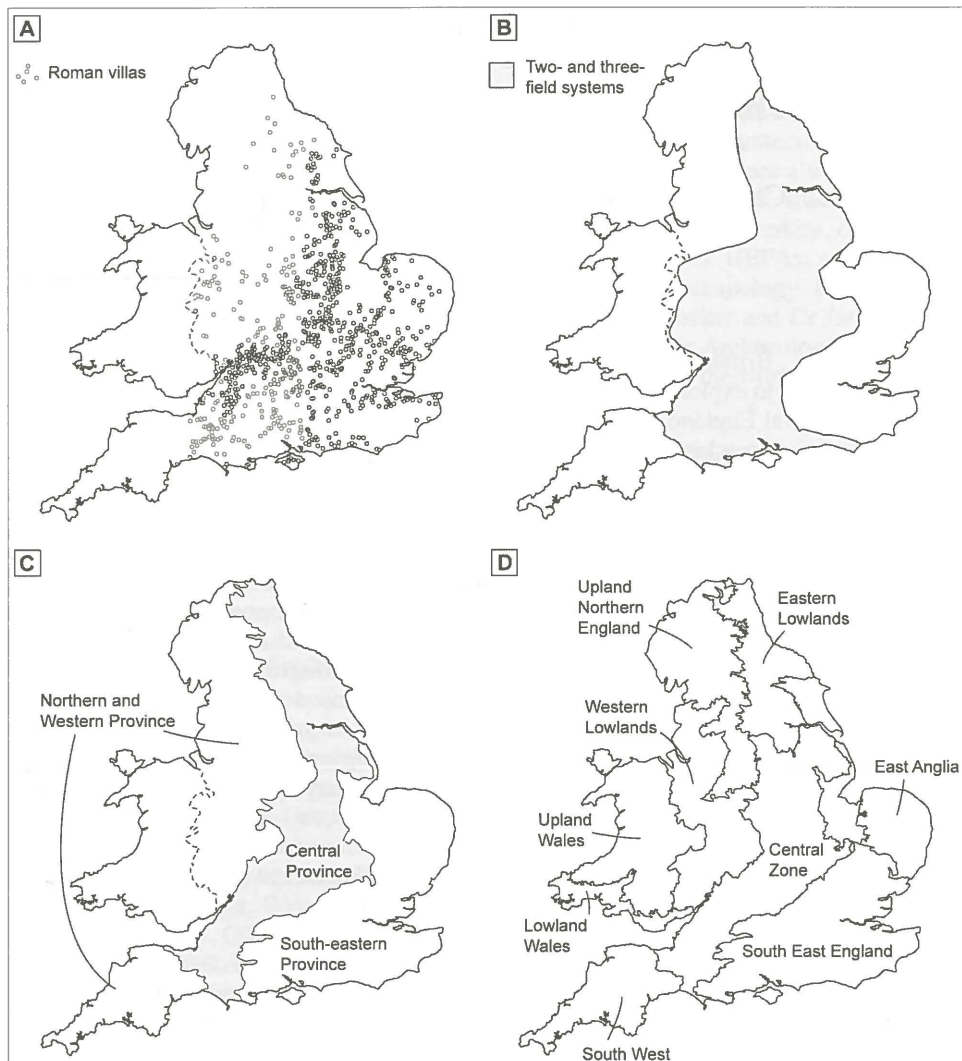 A
Roman villas
B
Two- and three-
field systems
C
Northern and
Western Province
Central
Province
South-eastern
Province
D
Upland
Northern
England
Eastern
Lowlands
Western
Lowlands
East Anglia
Upland
Wales
Central
Zone
Lowland
Wales
South East England
South West